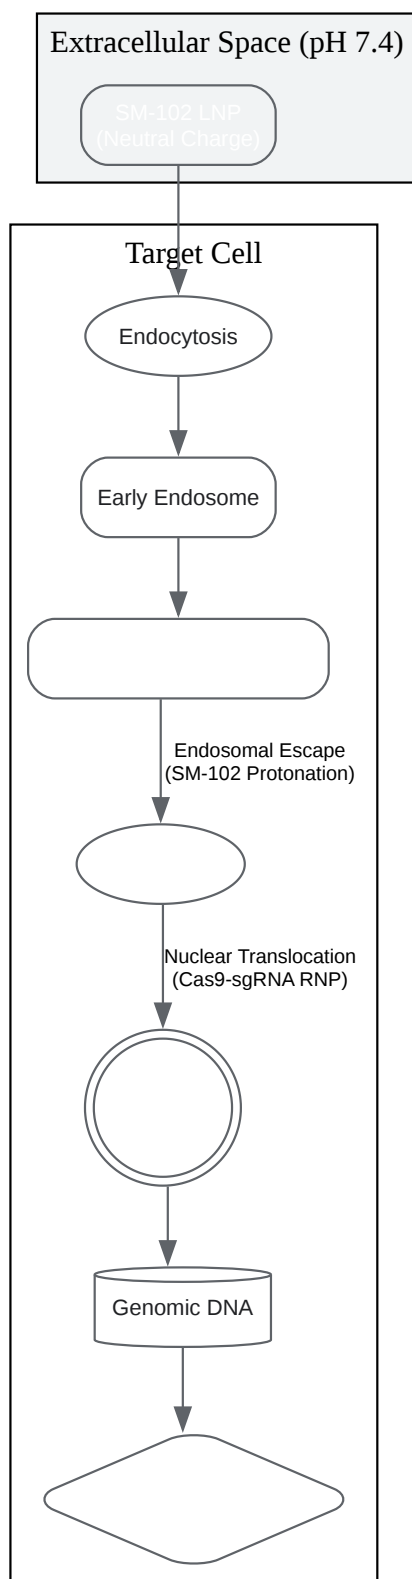 Extracellular Space (pH 7.4)
SM-102 LNP
(Neutral Charge)
Target Cell
Endocytosis
Early Endosome
Endosomal Escape
(SM-102 Protonation)
Nuclear Translocation
(Cas9-sgRNA RNP)
Genomic DNA